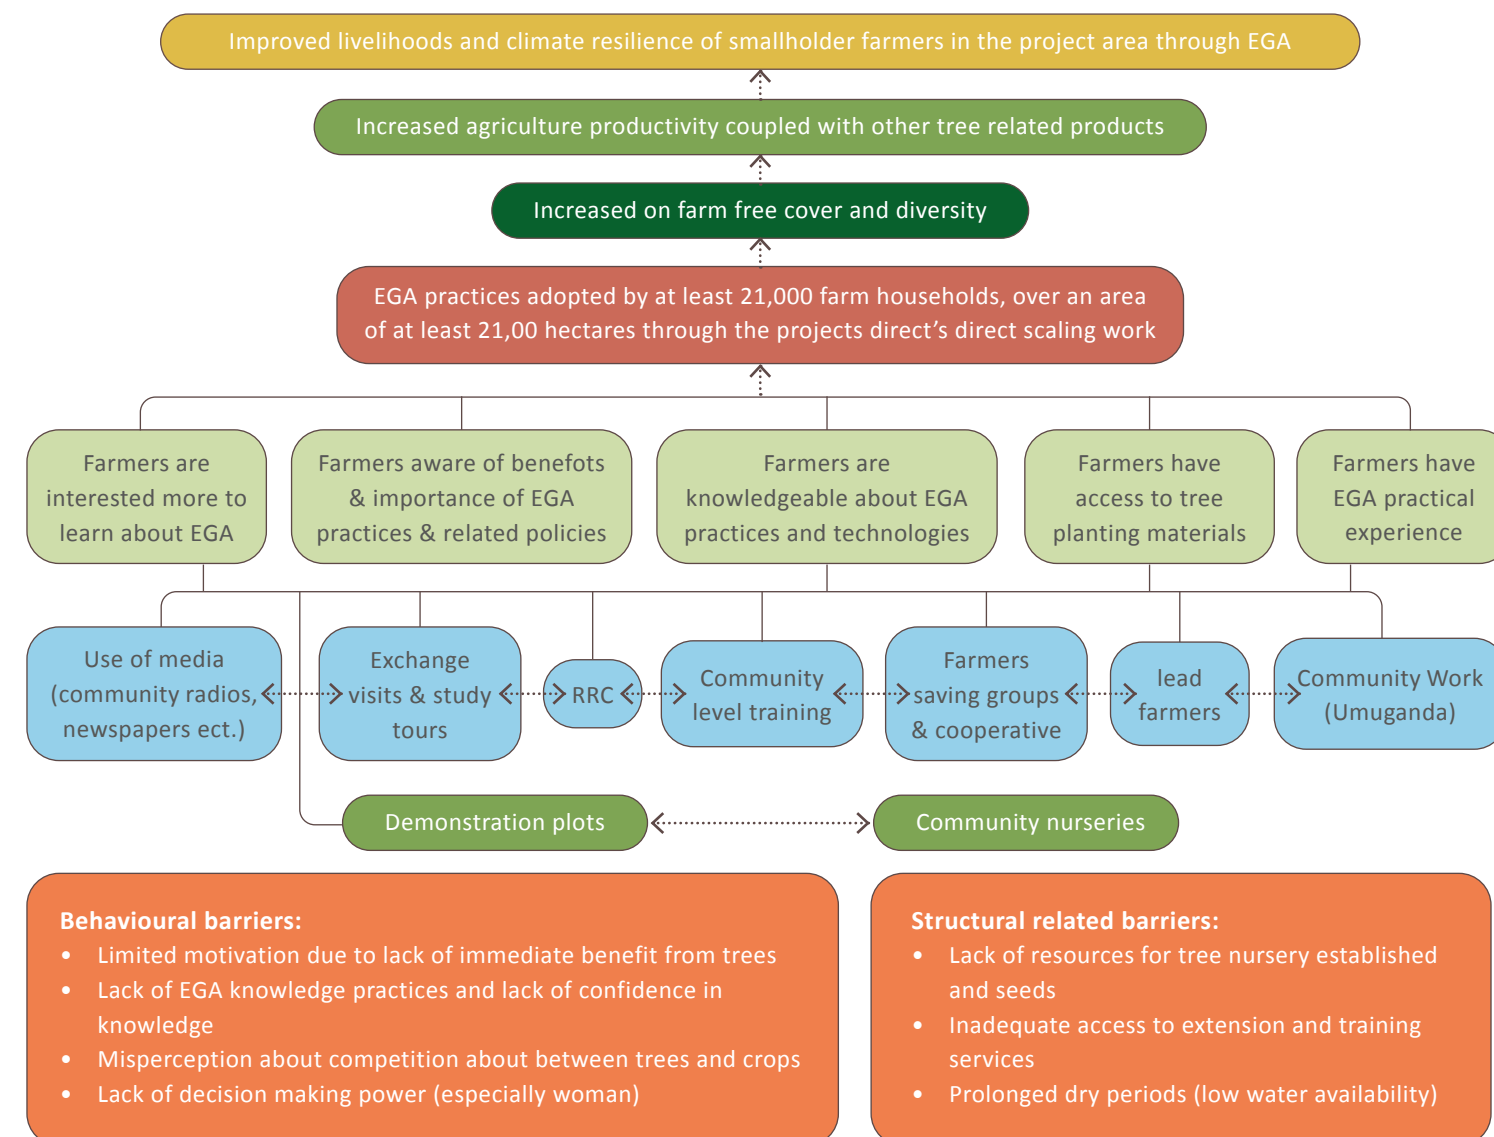 Improved livelihoods and climate resilience of smallholder farmers in the project area through EGA
Increased agriculture productivity coupled with other tree related products
Increased on farm free cover and diversity
EGA practices adopted by at least 21,000 farm households, over an area
of at least 21,00 hectares through the projects direct's direct scaling work
Farmers are
interested more to
learn about EGA
Farmers aware of benefots
& importance of EGA
practices & related policies
Farmers are
knowledgeable about EGA
practices and technologies
Farmers have
access to tree
planting materials
Farmers have
EGA practical
experience
Use of media
(community radios,
newspapers ect.)
Exchange
visits & study
tours
RRC
Community
level training
Farmers
saving groups
& cooperative
lead
farmers
Community Work
(Umuganda)
Demonstration plots
Community nurseries
Behavioural barriers:
• Limited motivation due to lack of immediate benefit from trees
• Lack of EGA knowledge practices and lack of confidence in
knowledge
• Misperception about competition about between trees and crops
• Lack of decision making power (especially woman)
Structural related barriers:
• Lack of resources for tree nursery established
and seeds
• Inadequate access to extension and training
services
• Prolonged dry periods (low water availability)